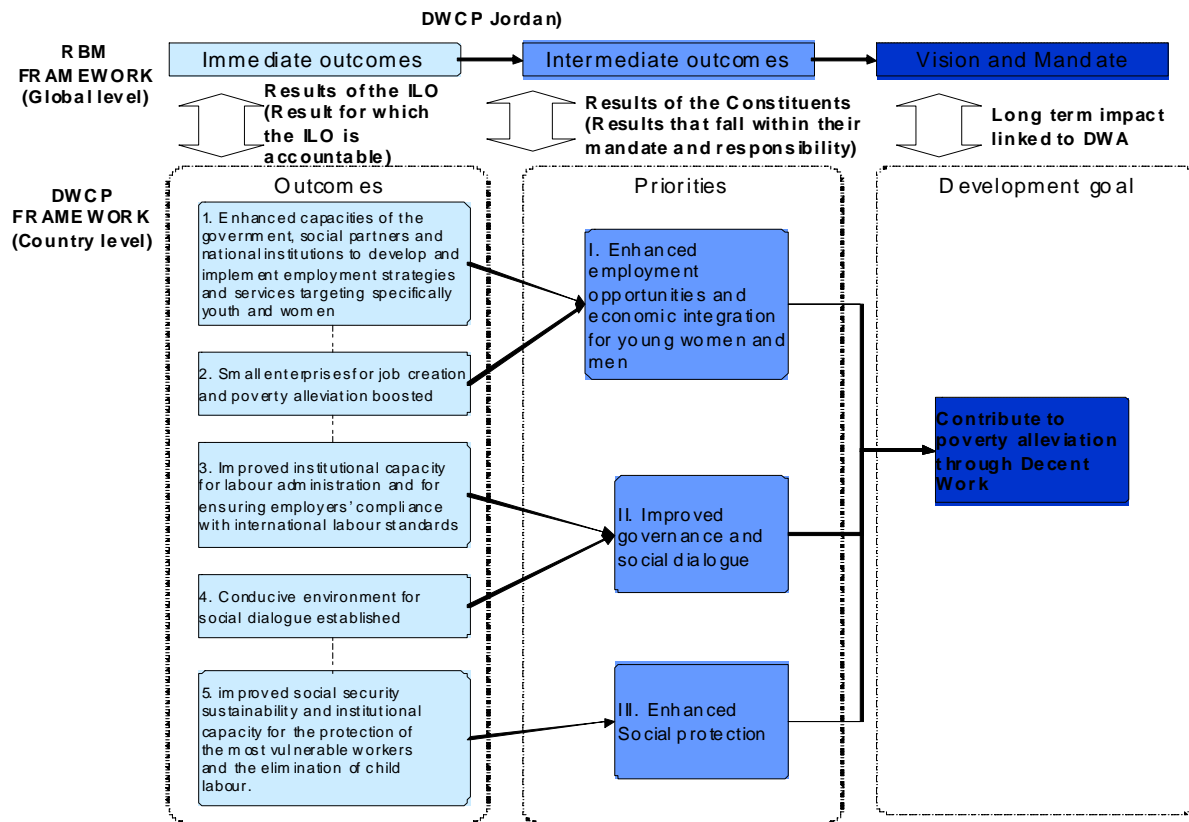 DWCP Jordan)
RBM
FRAMEWORK
(Global level)
Immediate outcomes
Intermediate outcomes
Vision and Mandate
Results of the ILO
(Result for which
the ILO is
accountable)
Results of the Constituents
(Results that fall within their
mandate and responsibility)
Long term impact
linked to DWA
DWCP
FRAMEWORK
(Country level)
Outcomes
1. Enhanced capacities of the
government, social partners and
national institutions to develop and
implement employment strategies
and services targeting specifically
youth and women
2. Small enterprises for job creation
and poverty alleviation boosted
3. Improved institutional capacity
for labour administration and for
ensuring employers' compliance
with international labour standards
4. Conducive environment for
social dialogue established
5. improved social security
sustainability and institutional
capacity for the protection of
the most vulnerable workers
and the elimination of child
labour.
Priorities
I. Enhanced
employment
opportunities and
economic integration
for young women and
men
II. Improved
governance and
social dialogue
III. Enhanced
Social protection
Development goal
Contribute to
poverty alleviation
through Decent
Work